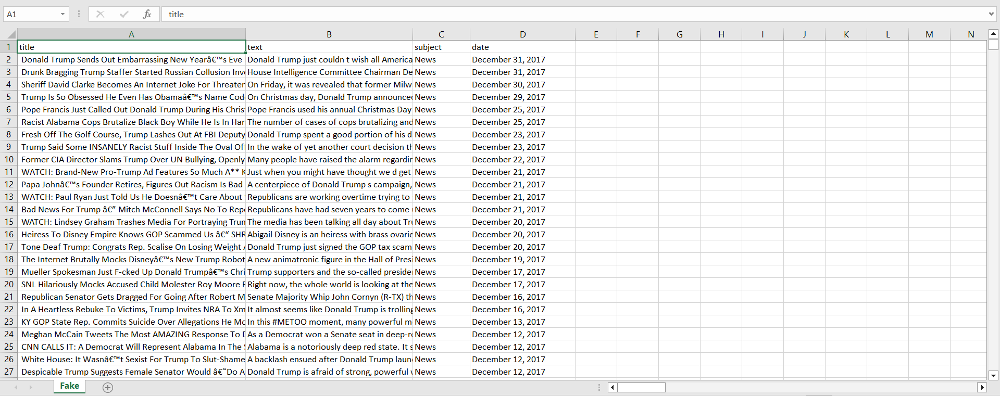 A1 fx title
A B C D E F G H I J K L M N
1 title text subject date
2 Donald Trump Sends Out Embarrassing New Yearâ€™s Eve Donald Trump just couldn t wish all America News December 31, 2017
3 Drunk Bragging Trump Staffer Started Russian Collusion Inve House Intelligence Committee Chairman De News December 31, 2017
4 Sheriff David Clarke Becomes An Internet Joke For Threaten On Friday, it was revealed that former Milw News December 30, 2017
5 Trump Is So Obsessed He Even Has Obamaâ€™s Name Code On Christmas day, Donald Trump announced News December 29, 2017
6 Pope Francis Just Called Out Donald Trump During His Christ Pope Francis used his annual Christmas Day News December 25, 2017
7 Racist Alabama Cops Brutalize Black Boy While He Is In Han The number of cases of cops brutalizing and News December 25, 2017
8 Fresh Off The Golf Course, Trump Lashes Out At FBI Deputy Donald Trump spent a good portion of his d News December 23, 2017
9 Trump Said Some INSANELY Racist Stuff Inside The Oval Off In the wake of yet another court decision th News December 23, 2017
10 Former CIA Director Slams Trump Over UN Bullying, Openly Many people have raised the alarm regardin News December 22, 2017
11 WATCH: Brand-New Pro-Trump Ad Features So Much A** K Just when you might have thought we d get News December 21, 2017
12 Papa Johnâ€™s Founder Retires, Figures Out Racism Is Bad A centerpiece of Donald Trump s campaign, News December 21, 2017
13 WATCH: Paul Ryan Just Told Us He Doesnâ€™t Care About Republicans are working overtime trying to News December 21, 2017
14 Bad News For Trump â€” Mitch McConnell Says No To Repe Republicans have had seven years to come News December 21, 2017
15 WATCH: Lindsey Graham Trashes Media For Portraying Trum The media has been talking all day about Tru News December 20, 2017
16 Heiress To Disney Empire Knows GOP Scammed Us â€“ SHR Abigail Disney is an heiress with brass ovarie News December 20, 2017
17 Tone Deaf Trump: Congrats Rep. Scalise On Losing Weight Donald Trump just signed the GOP tax scam News December 20, 2017
18 The Internet Brutally Mocks Disneyâ€™s New Trump Robot A new animatronic figure in the Hall of Presi News December 19, 2017
19 Mueller Spokesman Just F-cked Up Donald Trumpâ€™s Chri Trump supporters and the so-called preside News December 17, 2017
20 SNL Hilariously Mocks Accused Child Molester Roy Moore F Right now, the whole world is looking at the News December 17, 2017
21 Republican Senator Gets Dragged For Going After Robert M Senate Majority Whip John Cornyn (R-TX) th News December 16, 2017
22 In A Heartless Rebuke To Victims, Trump Invites NRA To Xm It almost seems like Donald Trump is trolling News December 16, 2017
23 KY GOP State Rep. Commits Suicide Over Allegations He Mo In this #METOO moment, many powerful m News December 13, 2017
24 Meghan McCain Tweets The Most AMAZING Response To D As a Democrat won a Senate seat in deep-re News December 12, 2017
25 CNN CALLS IT: A Democrat Will Represent Alabama In The Alabama is a notoriously deep red state. It s News December 12, 2017
26 White House: It Wasnâ€™t Sexist For Trump To Slut-Shame A backlash ensued after Donald Trump laun News December 12, 2017
27 Despicable Trump Suggests Female Senator Would â€˜Do A Donald Trump is afraid of strong, powerful News December 12, 2017
Fake